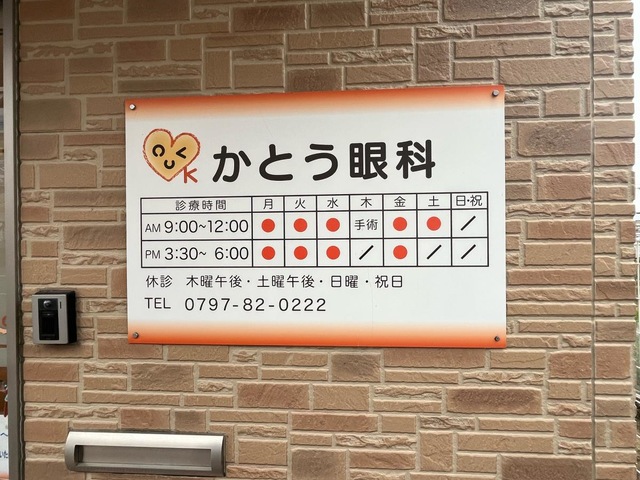 K
かとう眼科
診療時間 月 火 水 木 金 土 日・祝
AM 9:00~12:00 ● ● ● 手術 ● ● /
PM 3:30~ 6:00 ● ● ● / ● / /
休診 木曜午後・土曜午後・日曜・祝日
TEL 0797-82-0222